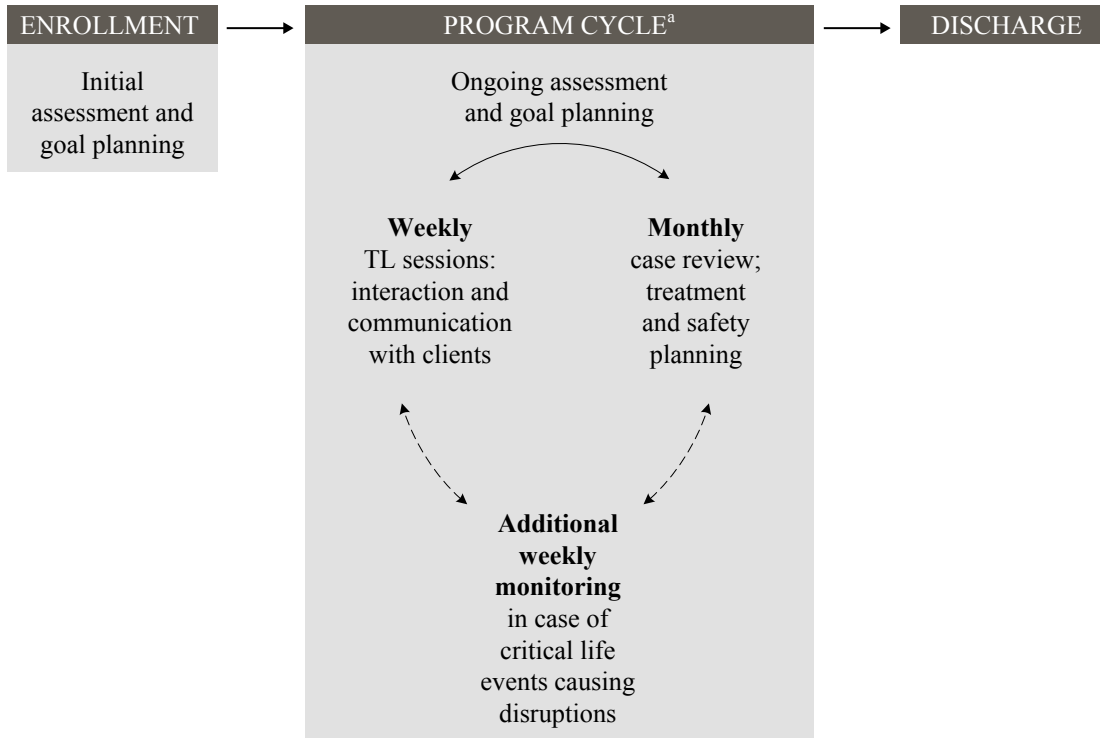 ENROLLMENT
Initial
assessment and
goal planning
PROGRAM CYCLEᵃ
Ongoing assessment
and goal planning
Weekly
TL sessions:
interaction and
communication
with clients
Monthly
case review;
treatment
and safety
planning
Additional
weekly
monitoring
in case of
critical life
events causing
disruptions
DISCHARGE